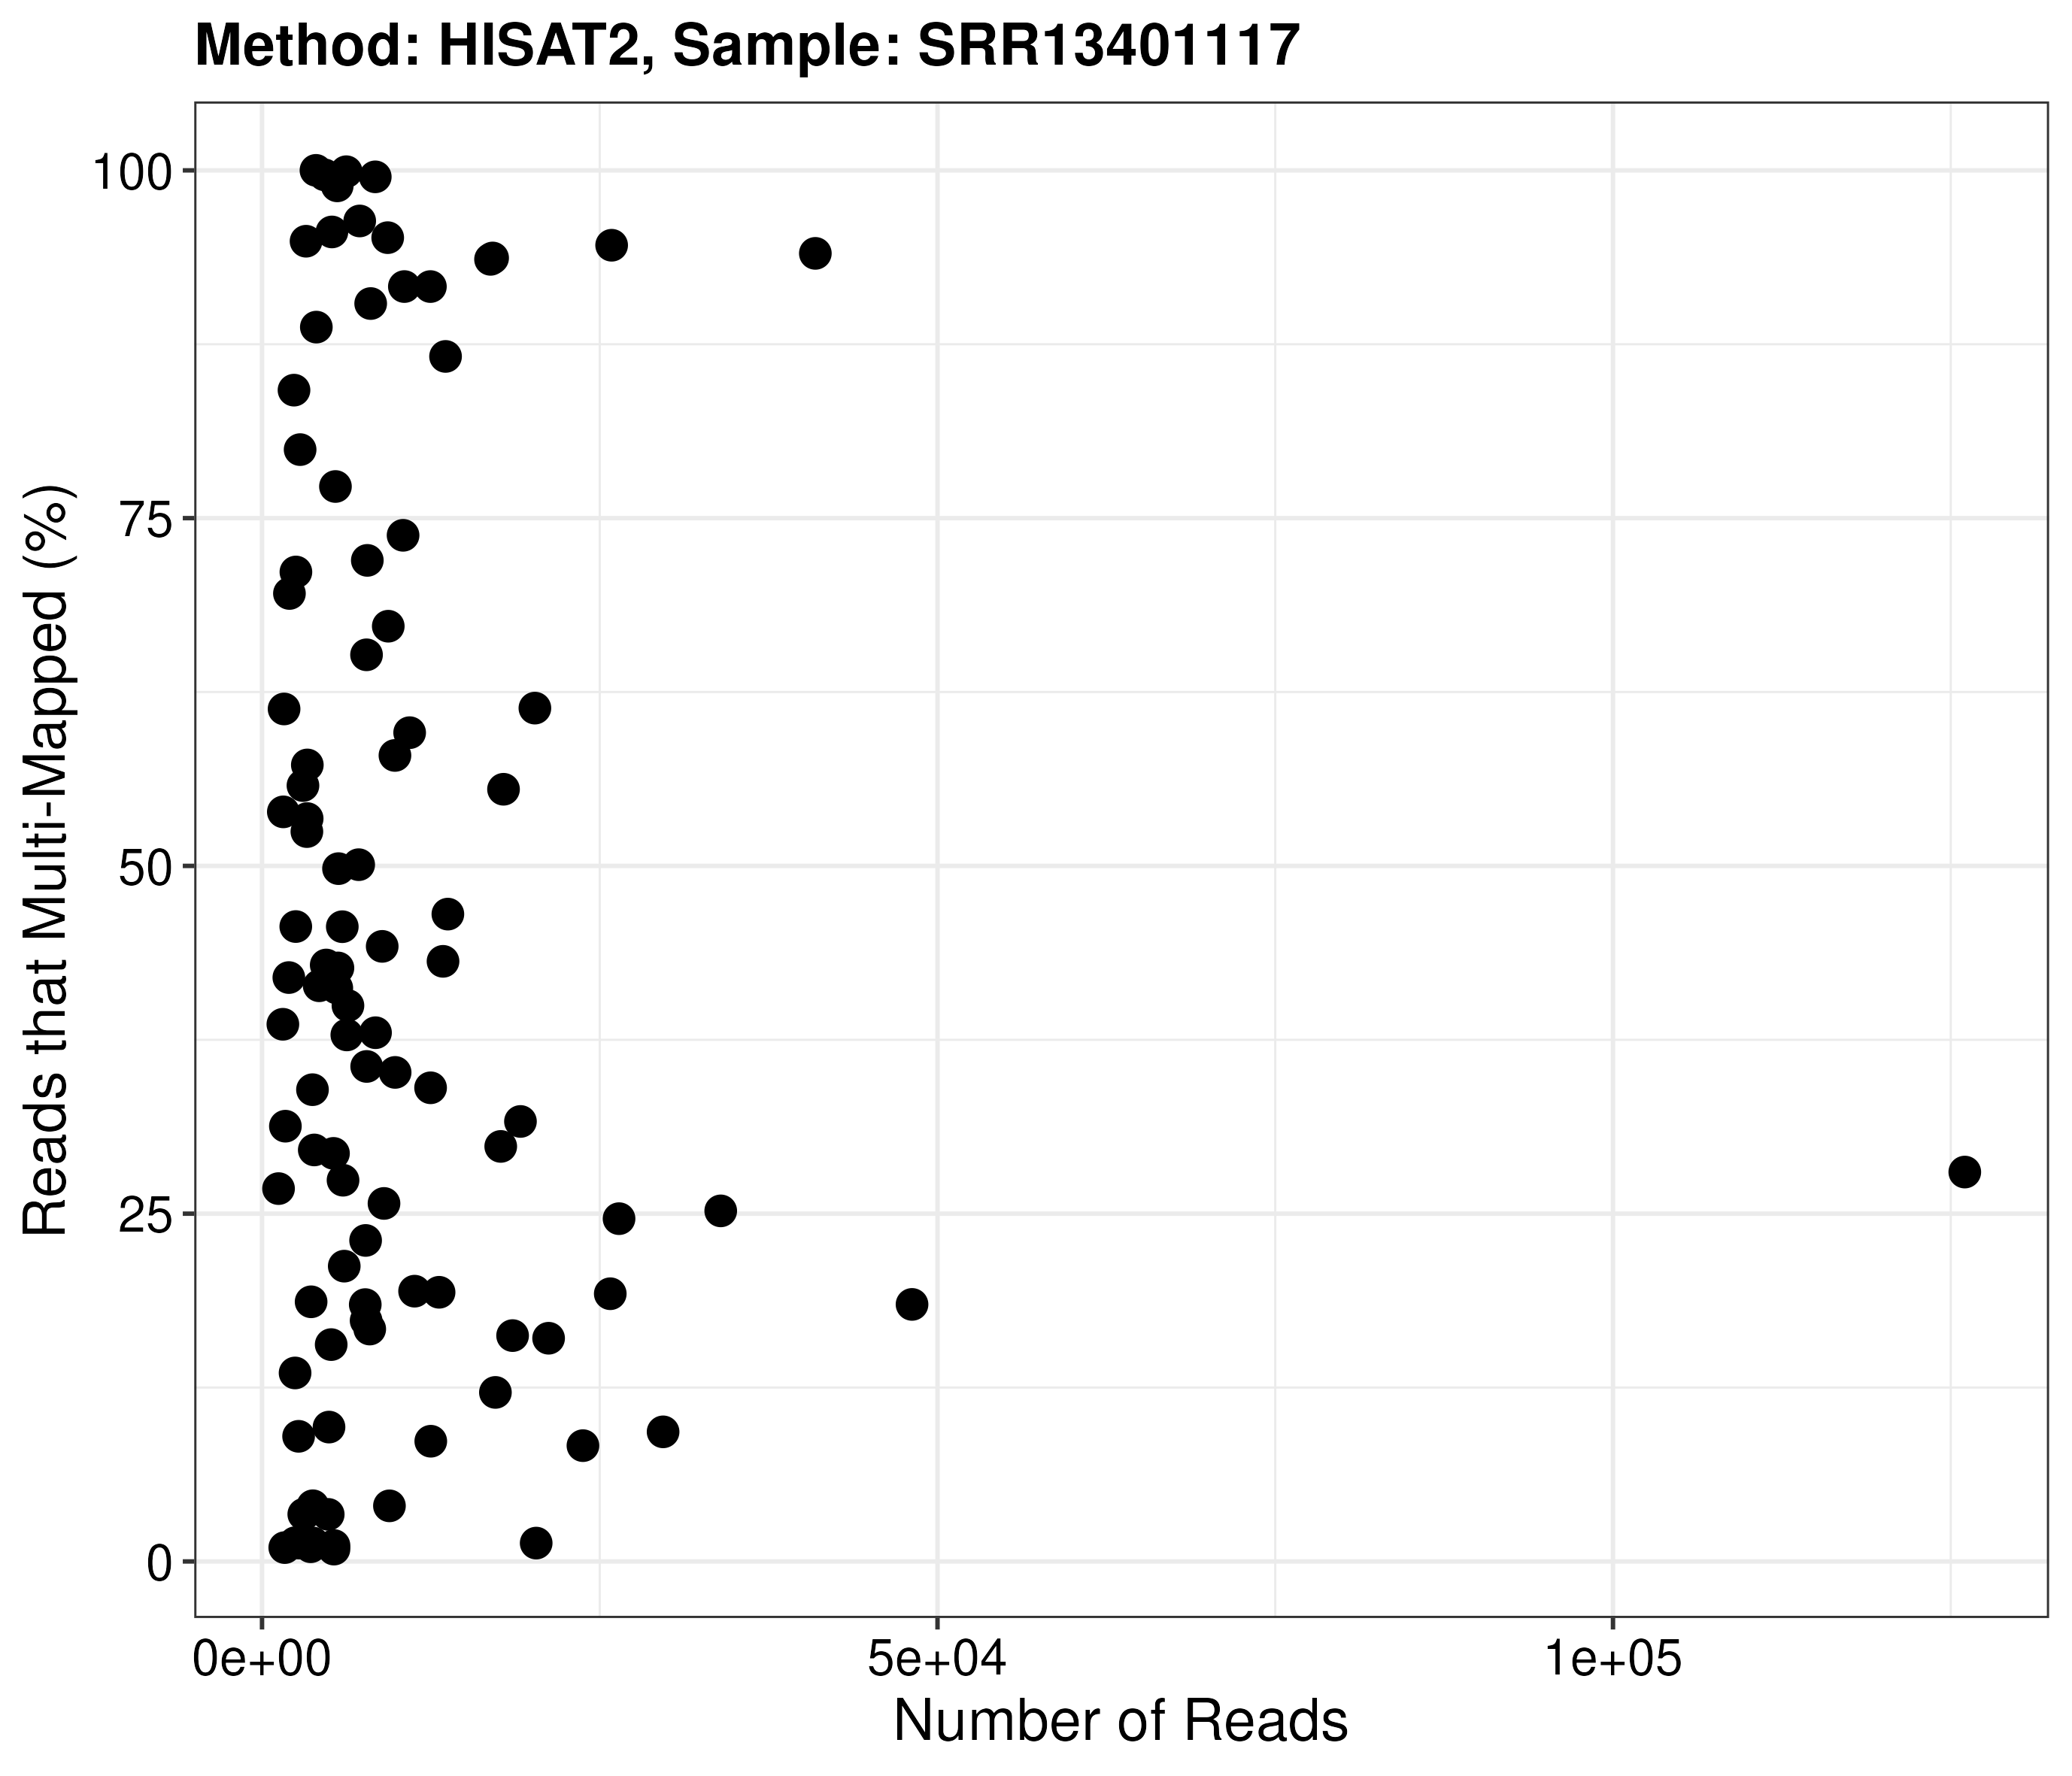 Method: HISAT2, Sample: SRR13401117
Reads that Multi-Mapped (%)
100
75
50
25
0
0e+00 5e+04 1e+05
Number of Reads